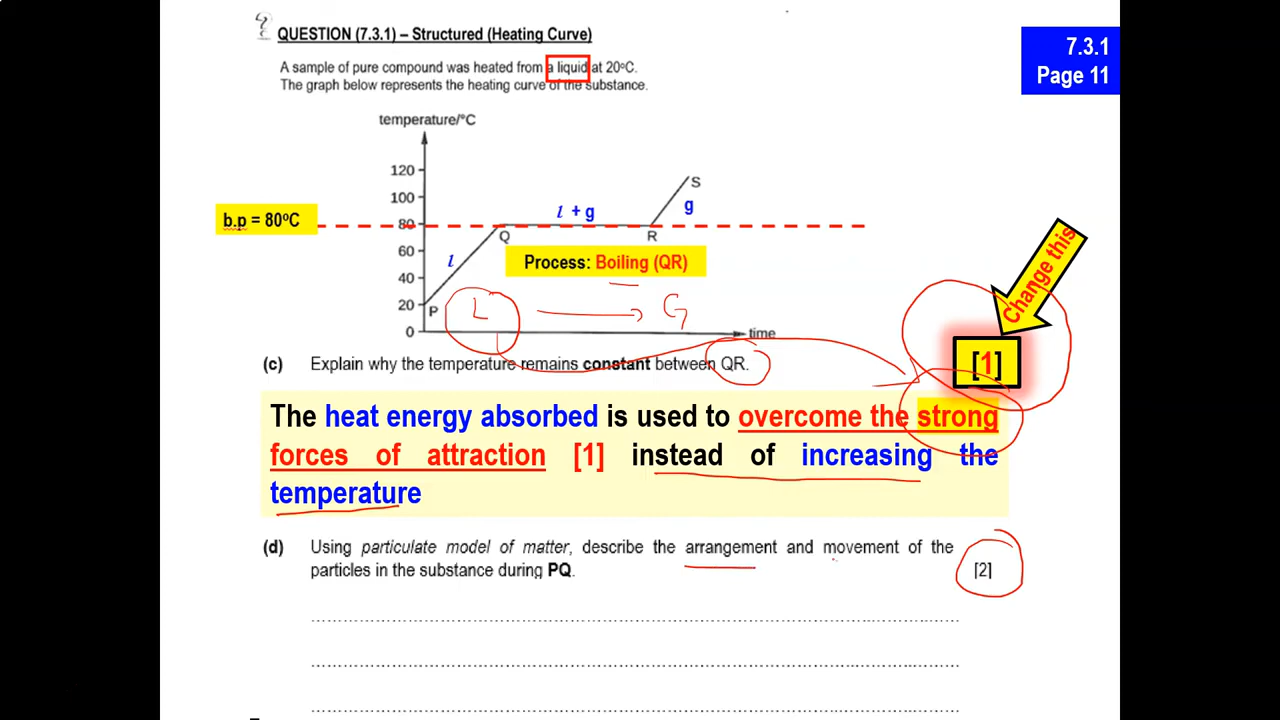 QUESTION (7.3.1) – Structured (Heating Curve)
7.3.1
Page 11
A sample of pure compound was heated from a liquid at 20°C.
The graph below represents the heating curve of the substance.
temperature/°C
120
100
80
60
40
20
0
b.p = 80°C
l + g
S
g
Q
R
l
Process: Boiling (QR)
P
L
G
time
Change this
(c) Explain why the temperature remains constant between QR.
[1]
The heat energy absorbed is used to overcome the strong
forces of attraction [1] instead of increasing the
temperature
(d) Using particulate model of matter, describe the arrangement and movement of the
particles in the substance during PQ.
[2]